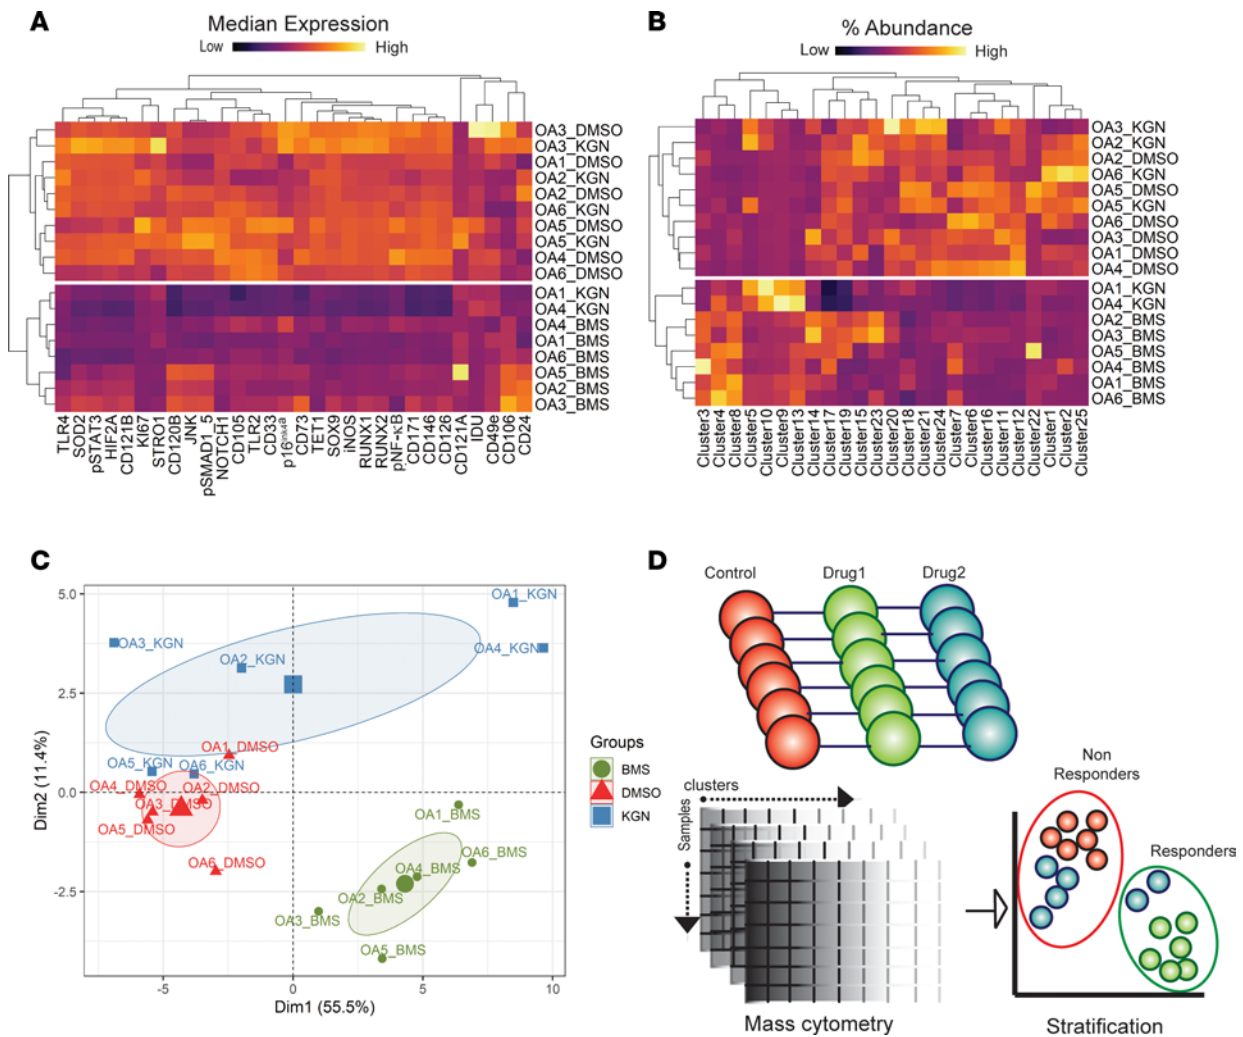 A
Median Expression
Low
High
OA3_DMSO
OA3_KGN
OA1_DMSO
OA2_KGN
OA2_DMSO
OA6_KGN
OA5_DMSO
OA5_KGN
OA4_DMSO
OA6_DMSO
OA1_KGN
OA4_KGN
OA4_BMS
OA1_BMS
OA6_BMS
OA5_BMS
OA2_BMS
OA3_BMS
TLR4
SOD2
pSTAT3
HIF2A
CD121B
KI67
STRO1
CD120B
JNK
pSMAD1_5
NOTCH1
CD105
TLR2
CD33
p16ink4a
CD73
TET1
SOX9
iNOS
RUNX1
RUNX2
pNF-κB
CD171
CD146
CD126
CD121A
IDU
CD49e
CD106
CD24
B
% Abundance
Low
High
OA3_KGN
OA2_KGN
OA2_DMSO
OA6_KGN
OA5_DMSO
OA5_KGN
OA6_DMSO
OA3_DMSO
OA1_DMSO
OA4_DMSO
OA1_KGN
OA4_KGN
OA2_BMS
OA3_BMS
OA5_BMS
OA4_BMS
OA1_BMS
OA6_BMS
Cluster3
Cluster4
Cluster8
Cluster5
Cluster10
Cluster9
Cluster13
Cluster14
Cluster17
Cluster19
Cluster15
Cluster23
Cluster20
Cluster18
Cluster21
Cluster24
Cluster7
Cluster6
Cluster16
Cluster11
Cluster12
Cluster22
Cluster1
Cluster2
Cluster25
C
5.0
2.5
0.0
-2.5
Dim2 (11.4%)
OA1_KGN
OA3_KGN
OA2_KGN
OA4_KGN
OA1_DMSO
OA5_KGN
OA6_KGN
OA4_DMSO
OA2_DMSO
OA3_DMSO
OA5_DMSO
OA6_DMSO
OA1_BMS
OA6_BMS
OA4_BMS
OA2_BMS
OA3_BMS
OA5_BMS
-5
0
5
10
Dim1 (55.5%)
Groups
BMS
DMSO
KGN
D
Control
Drug1
Drug2
clusters
Samples
Mass cytometry
Non
Responders
Responders
Stratification